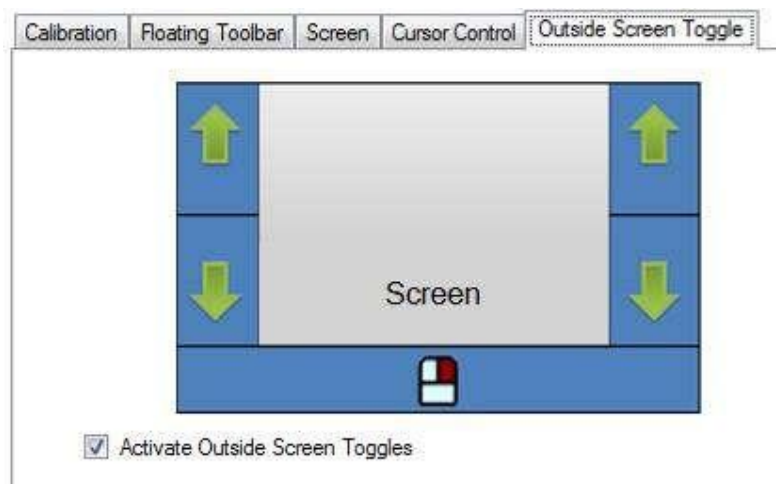 Calibration Floating Toolbar Screen Cursor Control Outside Screen Toggle
Screen
Activate Outside Screen Toggles